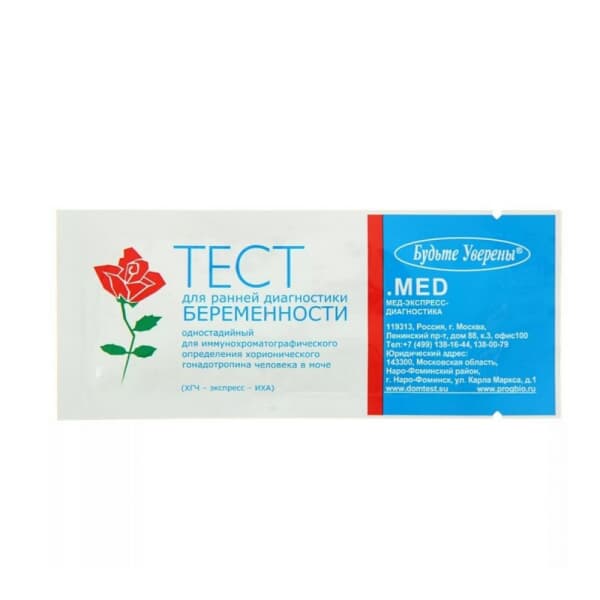 ТЕСТ
для ранней диагностики
БЕРЕМЕННОСТИ
одностадийный
для иммунохроматографического
определения хорионического
гонадотропина человека в моче
(ХГЧ – экспресс – ИХА)
Будьте Уверены®
.MED
МЕД-ЭКСПРЕСС-
ДИАГНОСТИКА
119313, Россия, г. Москва,
Ленинский пр-т, дом 88, к.3, офис100
Тел:+7 (499) 138-16-44, 138-00-79
Юридический адрес:
143300, Московская область,
Наро-Фоминский район,
г. Наро-Фоминск, ул. Карла Маркса, д.1
www.domtest.su www.progbio.ru